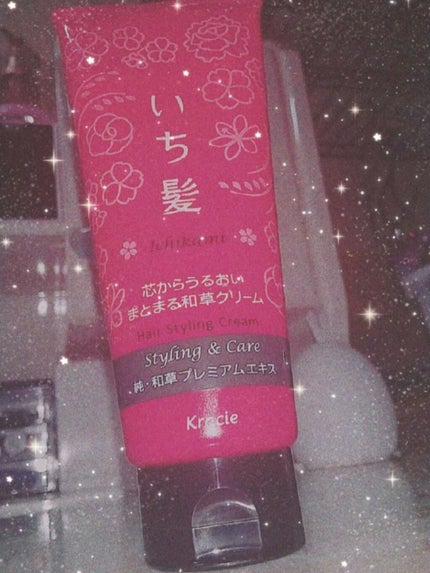 いち髪
Ichikami
芯からうるおい
まとまる和草クリーム
Hair Styling Cream
Styling & Care
純・和草プレミアムエキス
Kracie